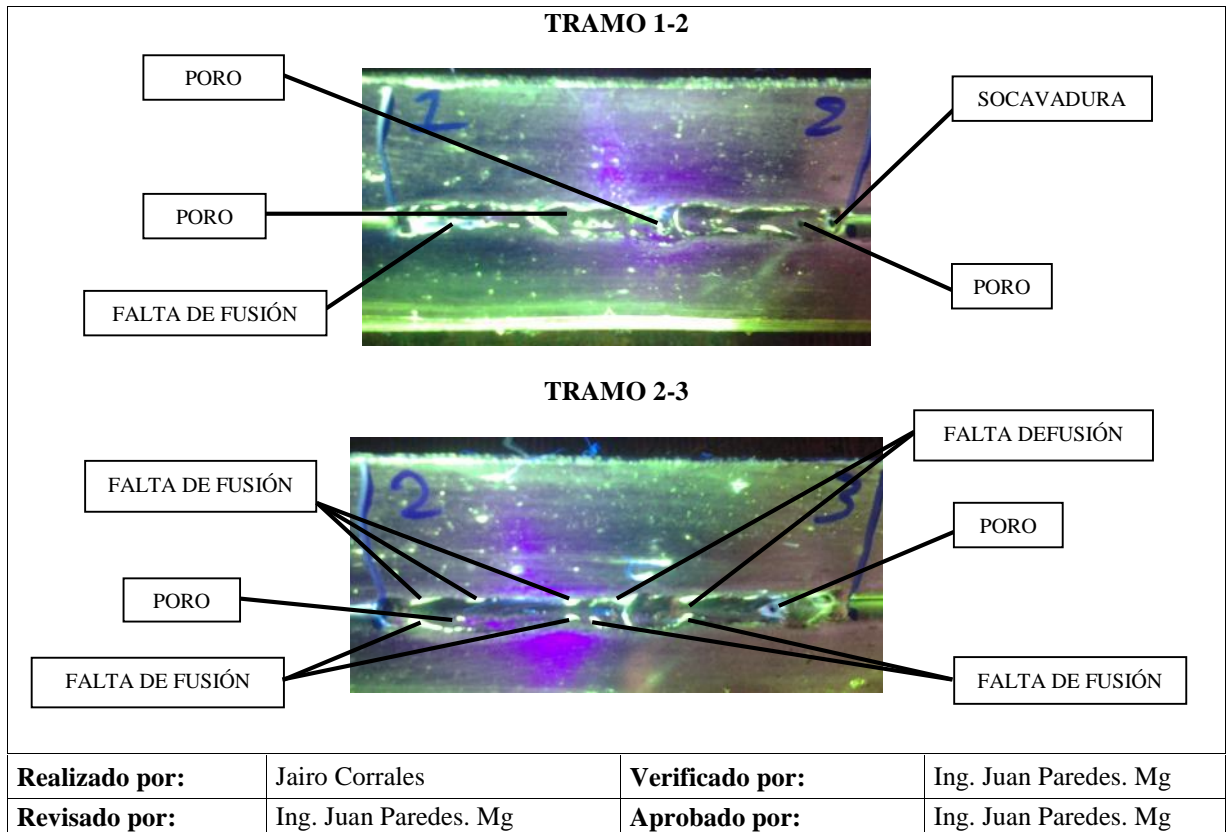 TRAMO 1-2
PORO
SOCAVADURA
PORO
PORO
FALTA DE FUSIÓN
1
2
TRAMO 2-3
FALTA DEFUSIÓN
FALTA DE FUSIÓN
PORO
PORO
FALTA DE FUSIÓN
FALTA DE FUSIÓN
2
3
Realizado por: Jairo Corrales Verificado por: Ing. Juan Paredes. Mg
Revisado por: Ing. Juan Paredes. Mg Aprobado por: Ing. Juan Paredes. Mg